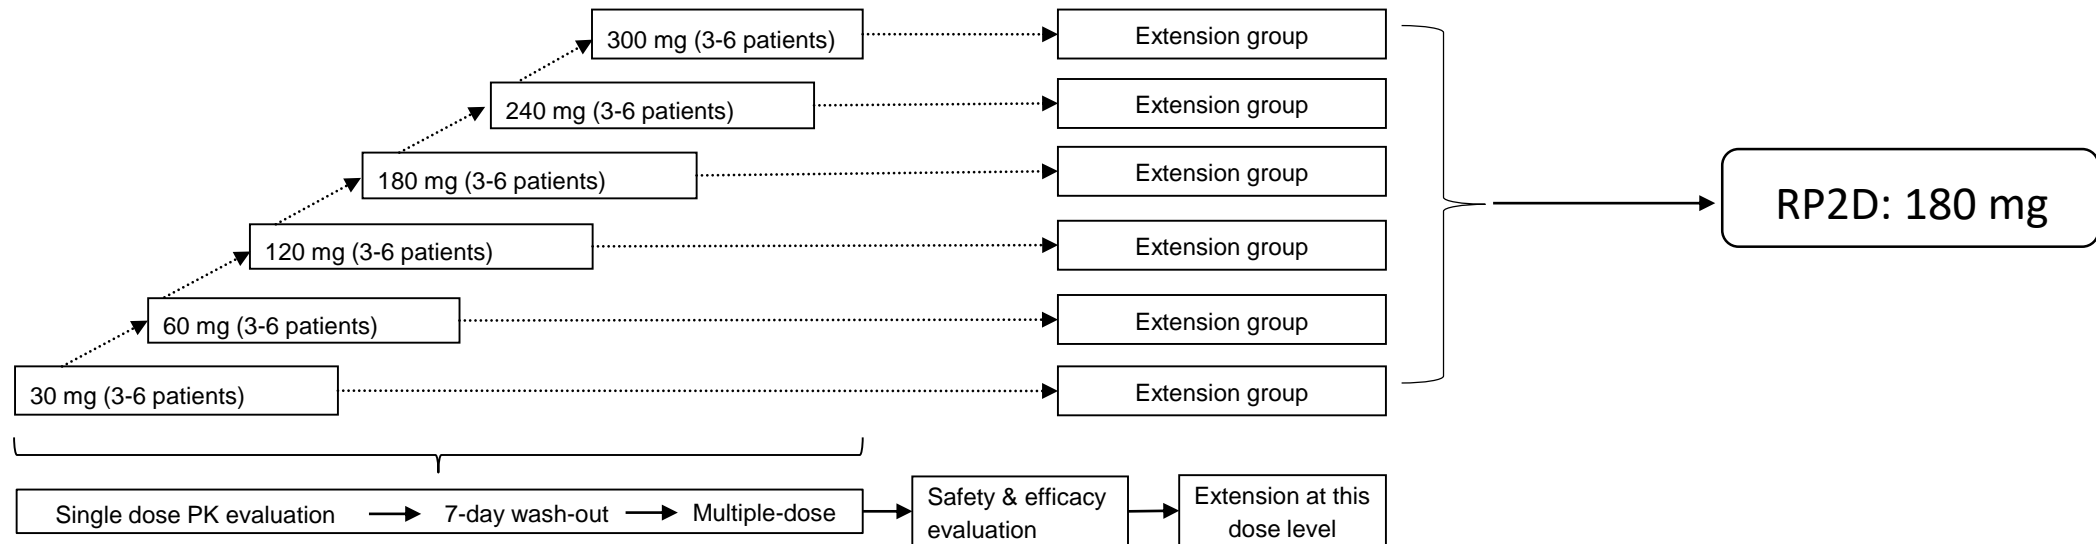 300 mg (3-6 patients)
Extension group
240 mg (3-6 patients)
Extension group
180 mg (3-6 patients)
Extension group
RP2D: 180 mg
120 mg (3-6 patients)
Extension group
60 mg (3-6 patients)
Extension group
30 mg (3-6 patients)
Extension group
Single dose PK evaluation
7-day wash-out
Multiple-dose
Safety & efficacy
evaluation
Extension at this
dose level